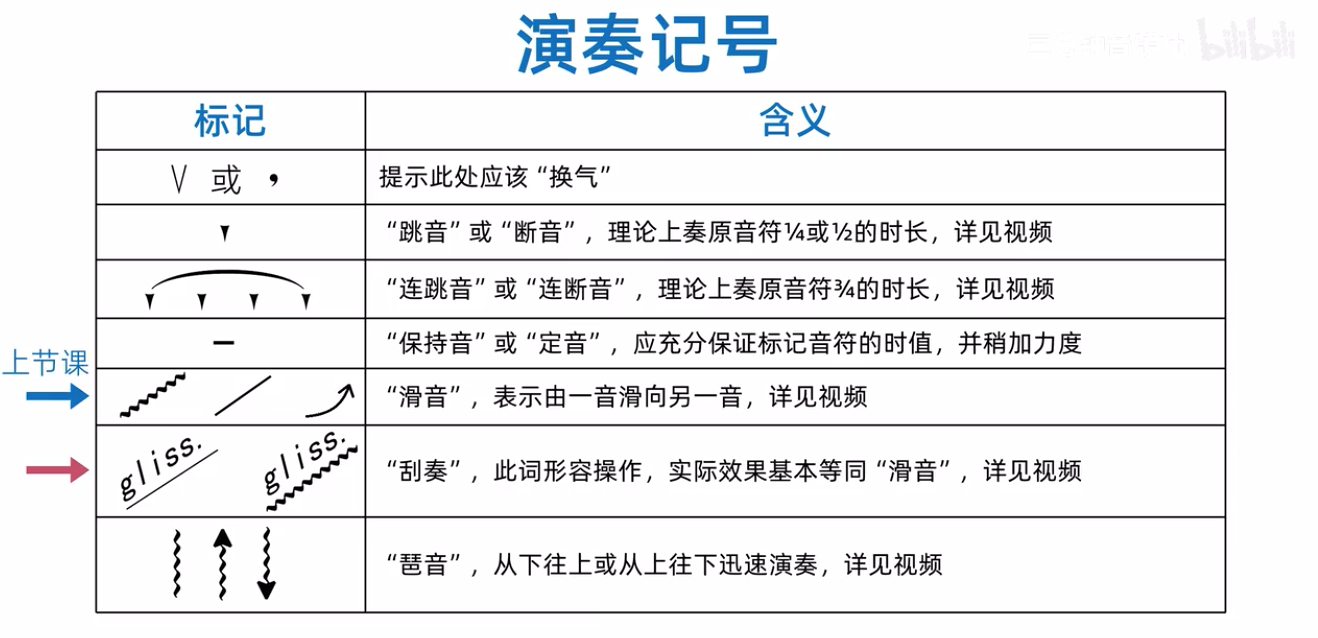 演奏记号
bilibili
标记 含义
V 或 , 提示此处应该“换气”
“跳音”或“断音”，理论上奏原音符¼或½的时长，详见视频
“连跳音”或“连断音”，理论上奏原音符¾的时长，详见视频
“保持音”或“定音”，应充分保证标记音符的时值，并稍加力度
上节课
“滑音”，表示由一音滑向另一音，详见视频
gliss. gliss. “刮奏”，此词形容操作，实际效果基本等同“滑音”，详见视频
“琶音”，从下往上或从上往下迅速演奏，详见视频